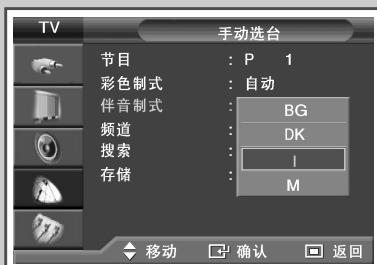 TV
手动选台
节目 : P 1
彩色制式 : 自动
伴音制式 :
频道 :
搜索 :
存储 :
BG
DK
I
M
移动 确认 返回